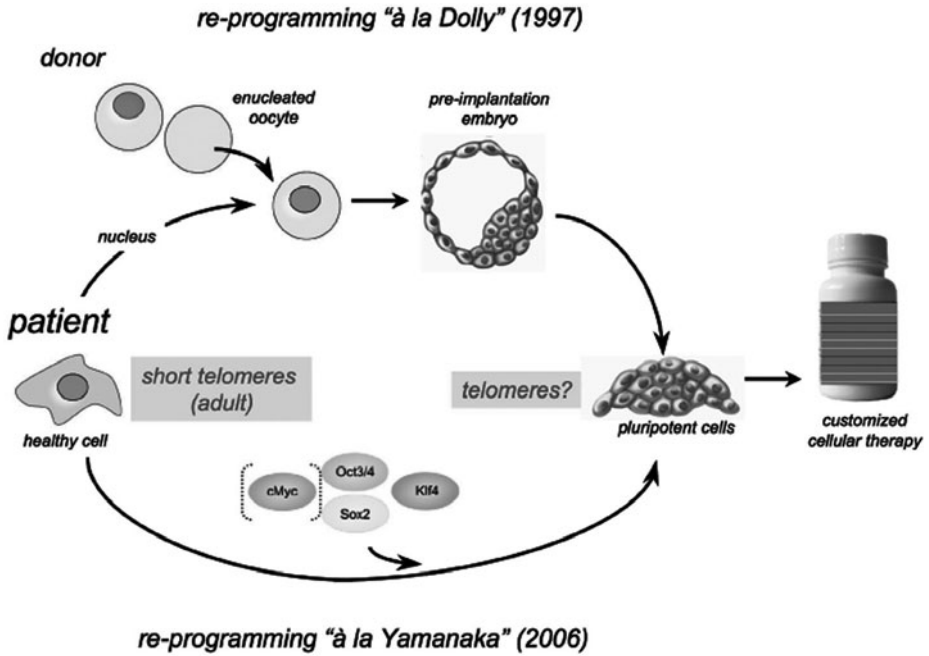 re-programming “à la Dolly” (1997)
donor
enucleated
oocyte
pre-implantation
embryo
nucleus
patient
short telomeres
(adult)
telomeres?
healthy cell
pluripotent cells
customized
cellular therapy
cMyc
Oct3/4
Klf4
Sox2
re-programming “à la Yamanaka” (2006)